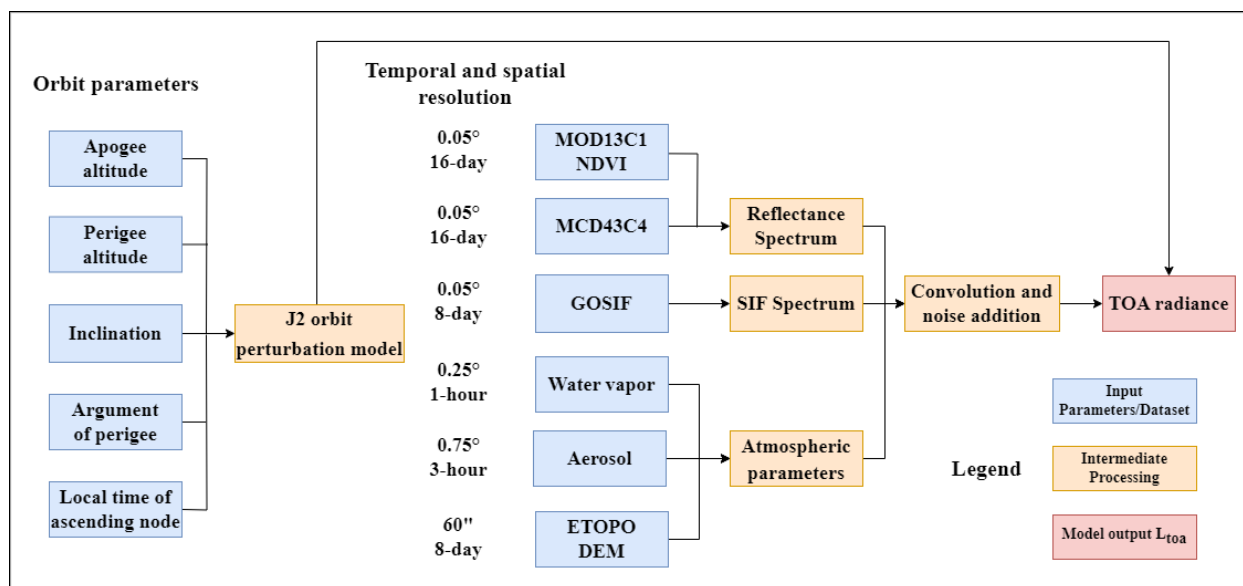 Orbit parameters
Apogee
altitude
Perigee
altitude
Inclination
Argument
of perigee
Local time of
ascending node
J2 orbit
perturbation model
Temporal and spatial
resolution
0.05°
16-day
MOD13C1
NDVI
0.05°
16-day
MCD43C4
0.05°
8-day
GOSIF
0.25°
1-hour
Water vapor
0.75°
3-hour
Aerosol
60"
8-day
ETOPO
DEM
Reflectance
Spectrum
SIF Spectrum
Atmospheric
parameters
Convolution and
noise addition
TOA radiance
Legend
Input
Parameters/Dataset
Intermediate
Processing
Model output Ltoa